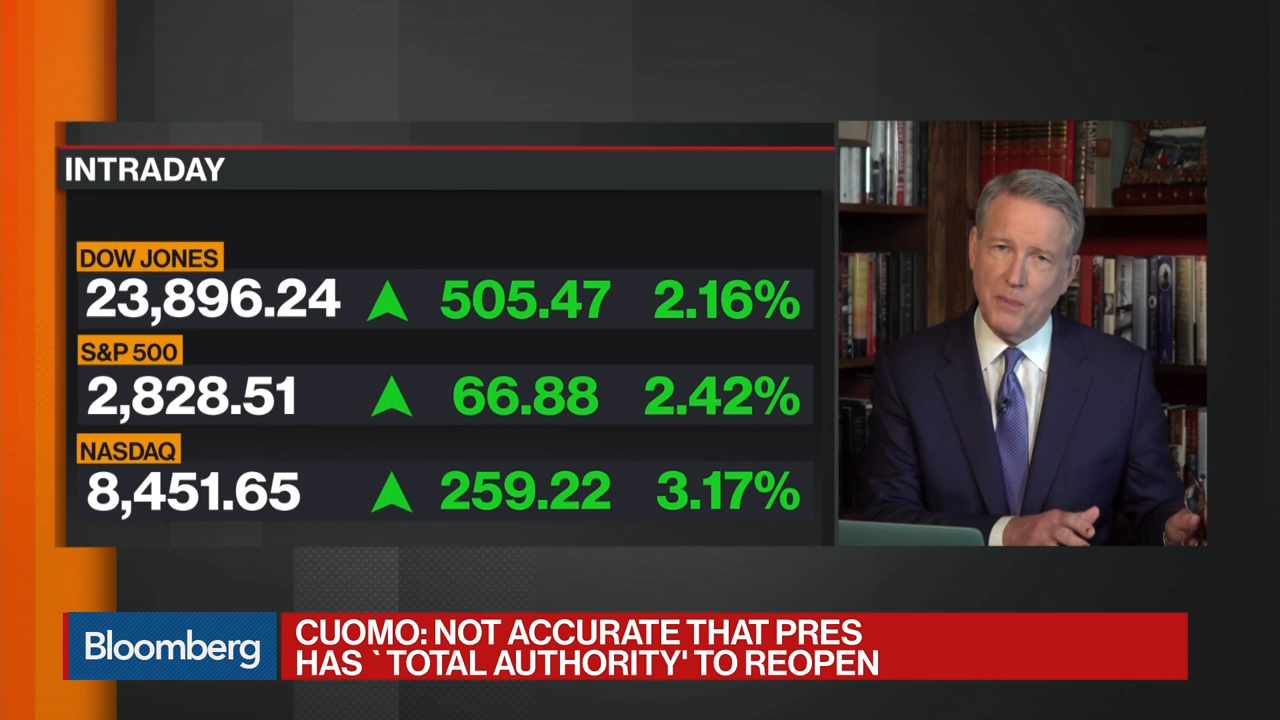 INTRADAY
DOW JONES
23,896.24 ▲ 505.47 2.16%
S&P 500
2,828.51 ▲ 66.88 2.42%
NASDAQ
8,451.65 ▲ 259.22 3.17%
Bloomberg
CUOMO: NOT ACCURATE THAT PRES
HAS `TOTAL AUTHORITY' TO REOPEN